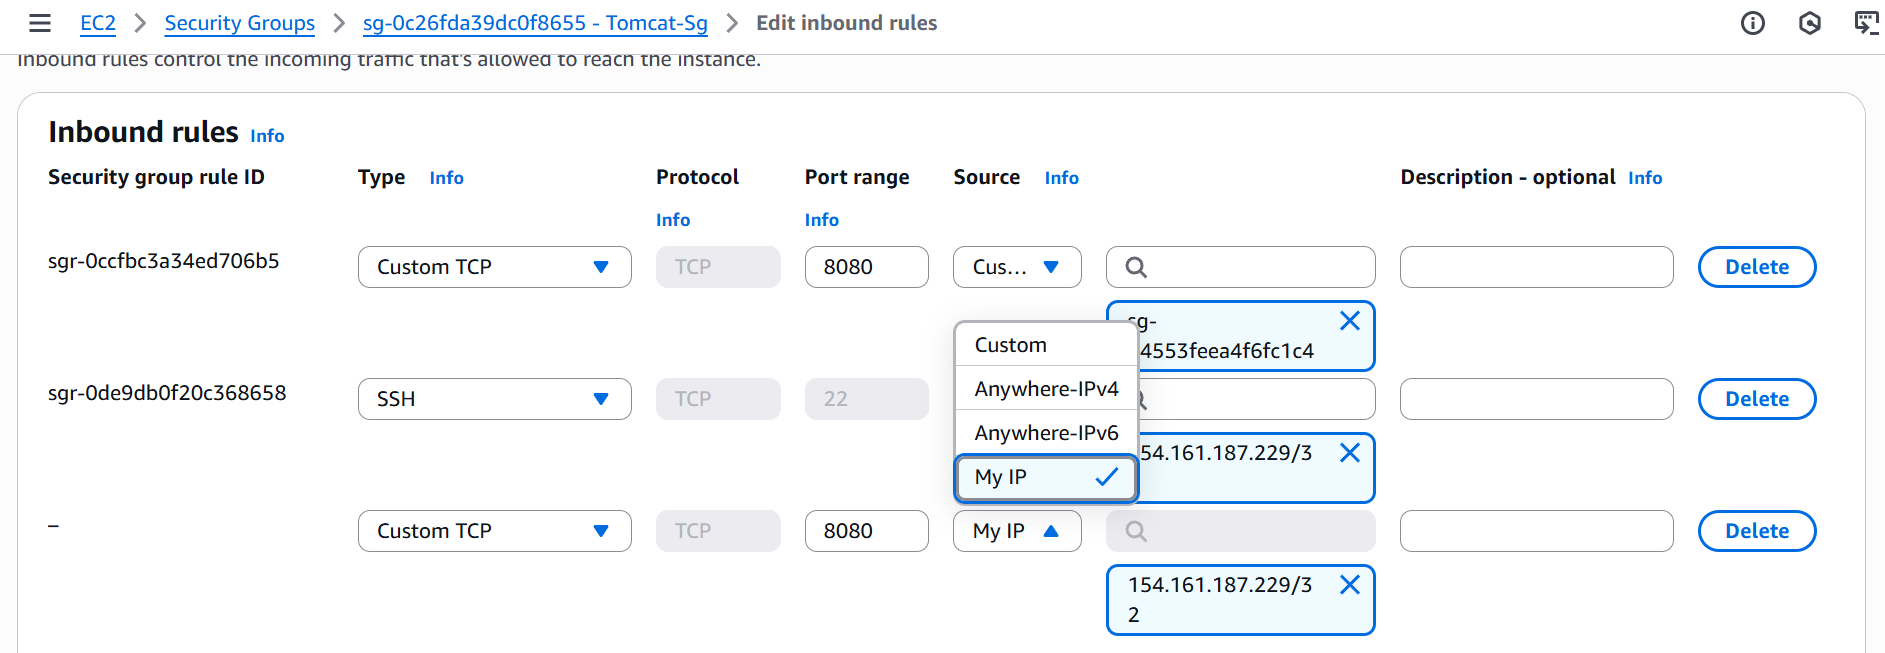 EC2 > Security Groups > sg-0c26fda39dc0f8655 - Tomcat-Sg > Edit inbound rules
Inbound rules control the incoming traffic that's allowed to reach the instance.
Inbound rules Info
Security group rule ID Type Info Protocol Port range Source Info Description - optional Info
Info Info
sgr-0ccfbc3a34ed706b5 Custom TCP TCP 8080 Cus... Delete
sg-
4553feea4f6fc1c4
Custom
Anywhere-IPv4
Anywhere-IPv6
My IP
sgr-0de9db0f20c368658 SSH TCP 22 Delete
54.161.187.229/3
– Custom TCP TCP 8080 My IP Delete
154.161.187.229/3
2